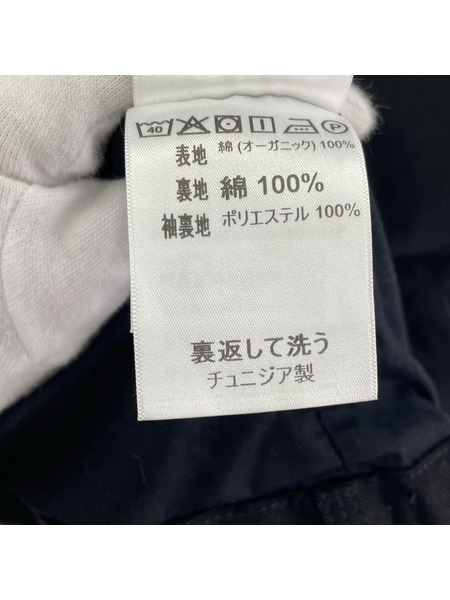 40 P
表地 綿 (オーガニック) 100%
裏地 綿 100%
袖裏地 ポリエステル 100%
裏返して洗う
チュニジア製